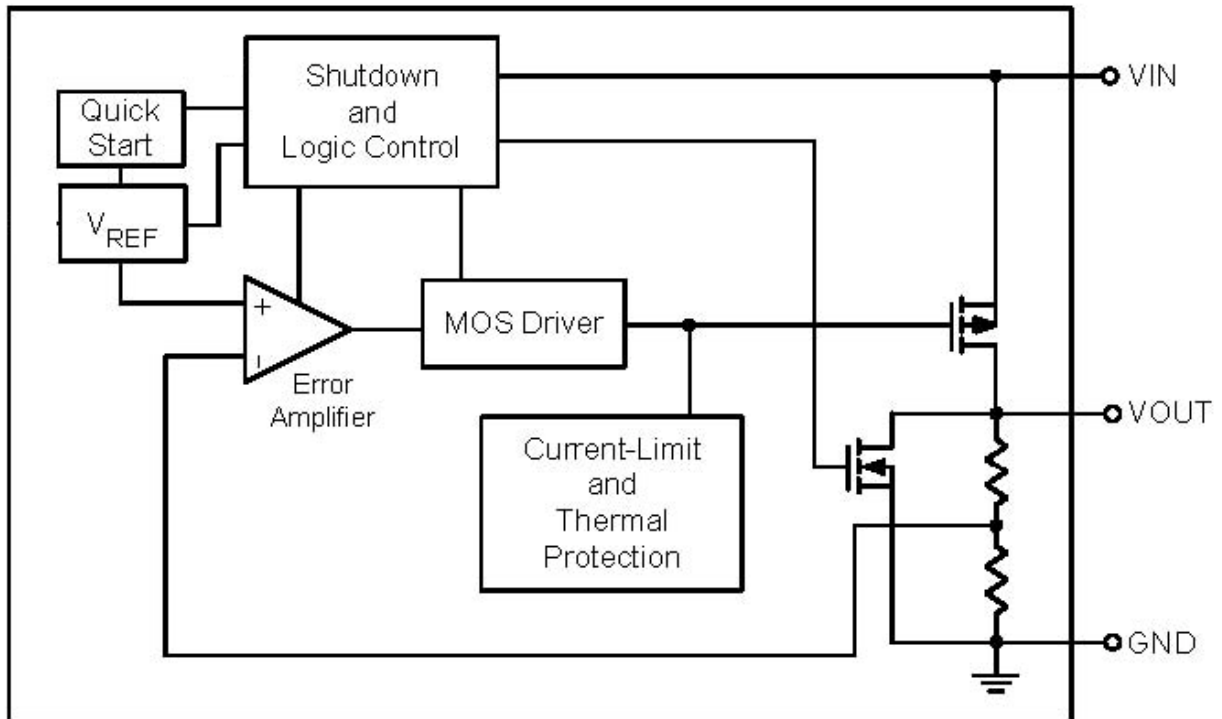 Shutdown
and
Logic Control
VIN
Quick
Start
VREF
+
-
MOS Driver
Error
Amplifier
VOUT
Current-Limit
and
Thermal
Protection
GND